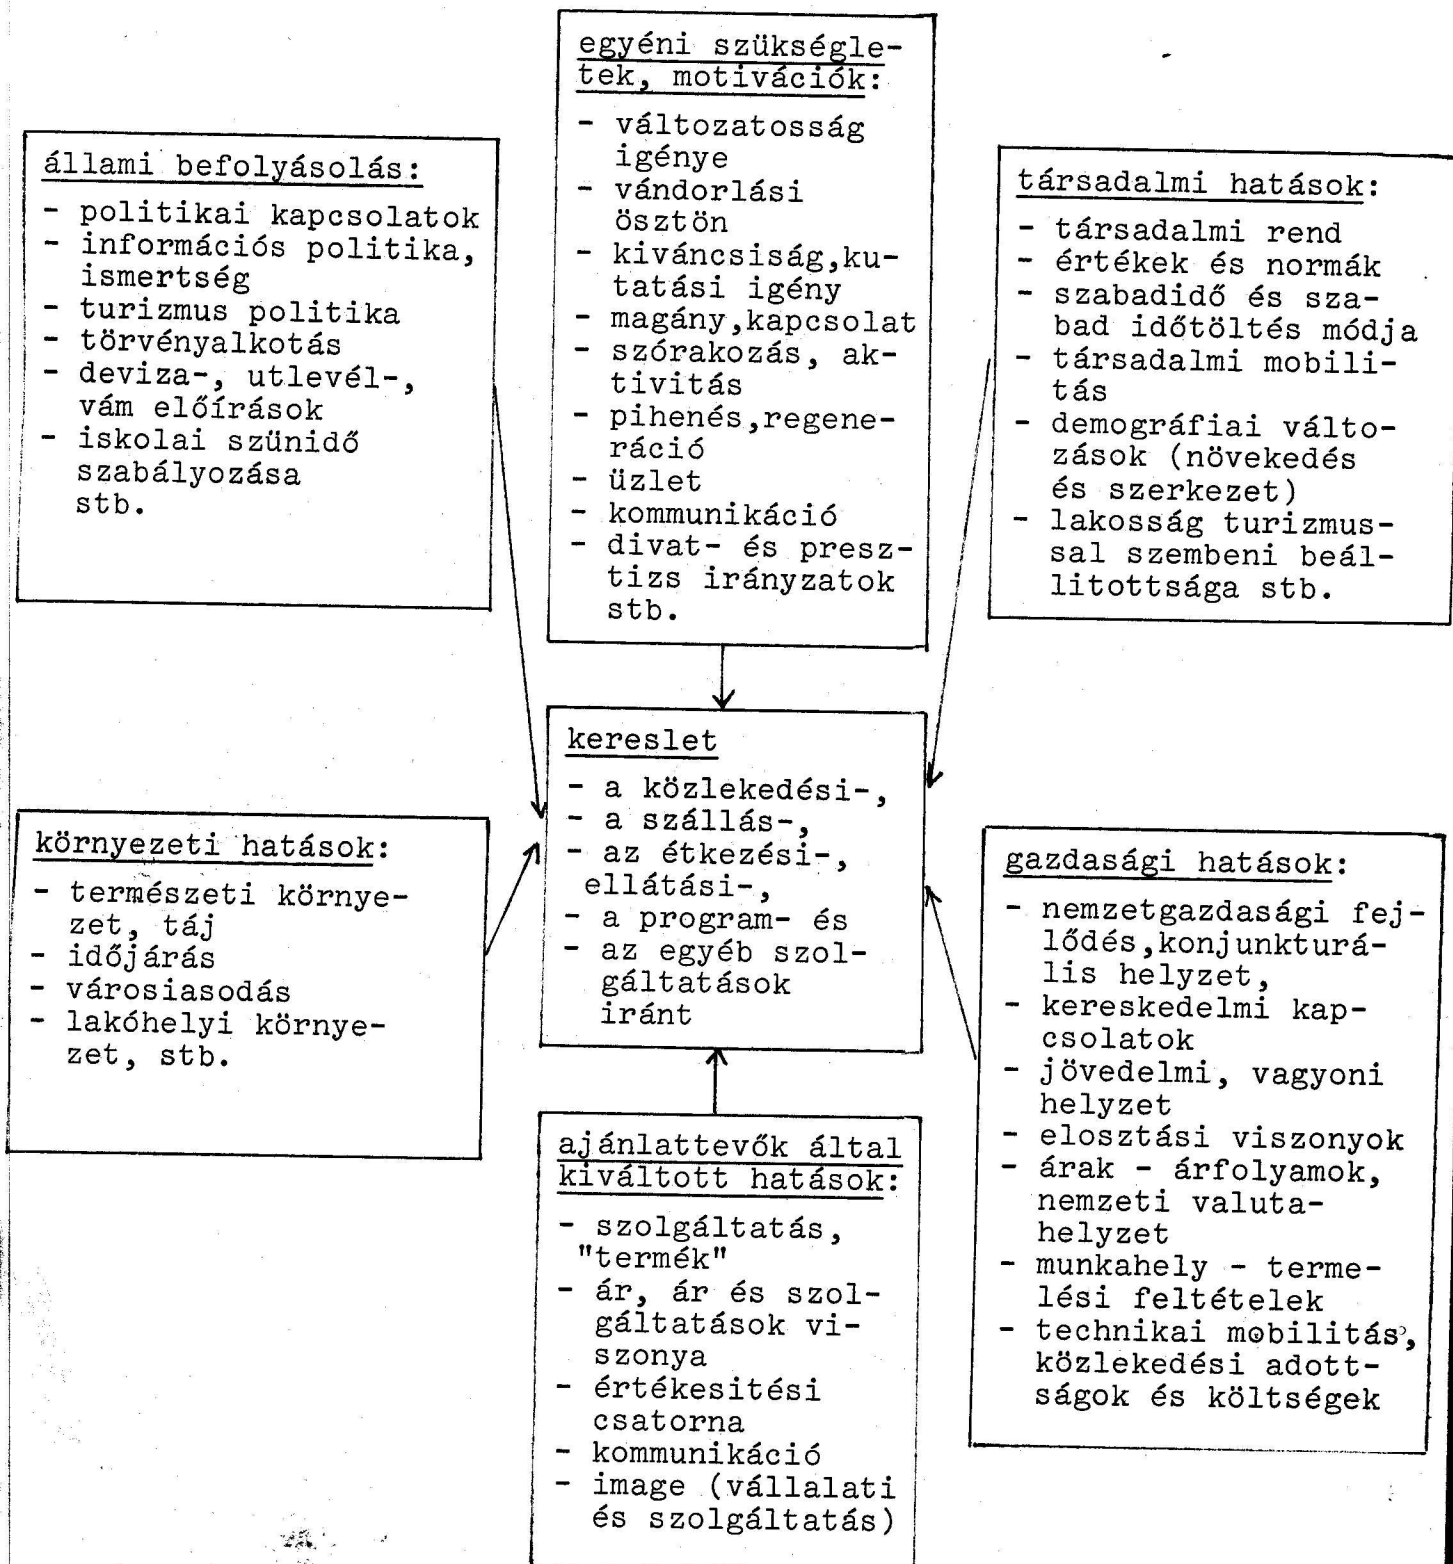 egyéni szükségle-
tek, motivációk:
- változatosság
igénye
- vándorlási
ösztön
- kiváncsiság,ku-
tatási igény
- magány,kapcsolat
- szórakozás, ak-
tivitás
- pihenés,regene-
ráció
- üzlet
- kommunikáció
- divat- és presz-
tizs irányzatok
stb.
állami befolyásolás:
- politikai kapcsolatok
- információs politika,
ismertség
- turizmus politika
- törvényalkotás
- deviza-, utlevél-,
vám előírások
- iskolai szünidő
szabályozása
stb.
társadalmi hatások:
- társadalmi rend
- értékek és normák
- szabadidő és sza-
bad időtöltés módja
- társadalmi mobili-
tás
- demográfiai válto-
zások (növekedés
és szerkezet)
- lakosság turizmus-
sal szembeni beál-
litottsága stb.
kereslet
- a közlekedési-,
- a szállás-,
- az étkezési-,
ellátási-,
- a program- és
- az egyéb szol-
gáltatások
iránt
környezeti hatások:
- természeti környe-
zet, táj
- időjárás
- városiasodás
- lakóhelyi környe-
zet, stb.
gazdasági hatások:
- nemzetgazdasági fej-
lődés,konjunkturá-
lis helyzet,
- kereskedelmi kap-
csolatok
- jövedelmi, vagyoni
helyzet
- elosztási viszonyok
- árak - árfolyamok,
nemzeti valuta-
helyzet
- munkahely - terme-
lési feltételek
- technikai mobilitás,
közlekedési adott-
ságok és költségek
ajánlattevők által
kiváltott hatások:
- szolgáltatás,
"termék"
- ár, ár és szol-
gáltatások vi-
szonya
- értékesitési
csatorna
- kommunikáció
- image (vállalati
és szolgáltatás)